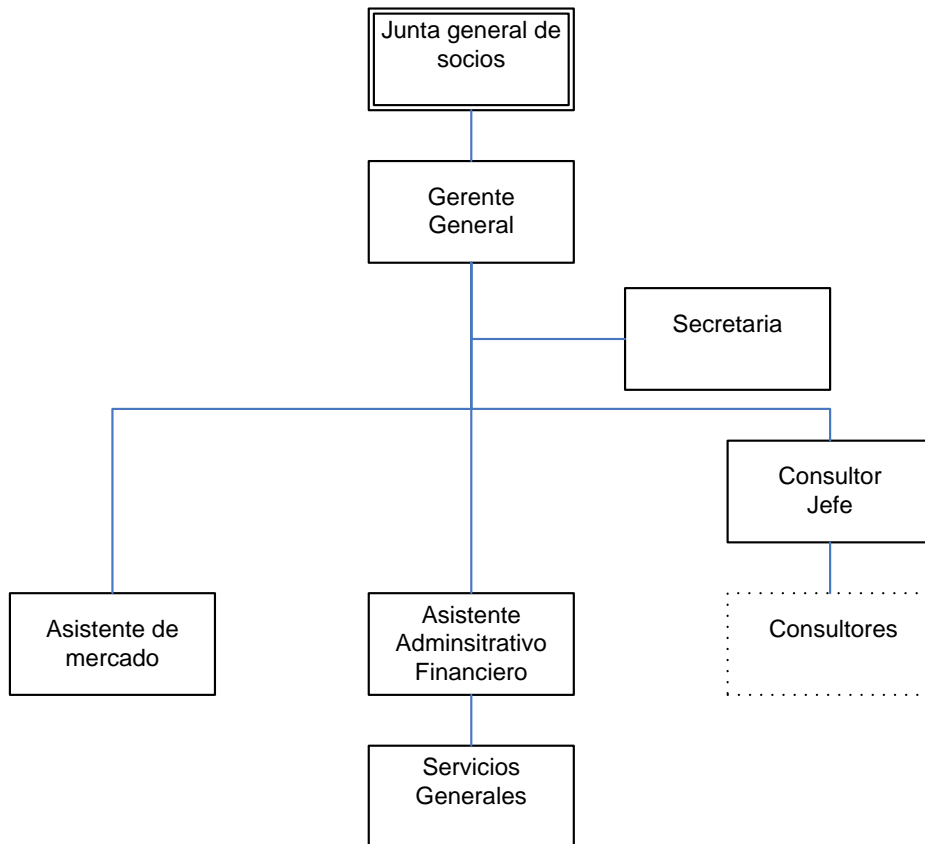 Junta general de
socios
Gerente
General
Secretaria
Consultor
Jefe
Asistente de
mercado
Asistente
Adminsitrativo
Financiero
Consultores
Servicios
Generales